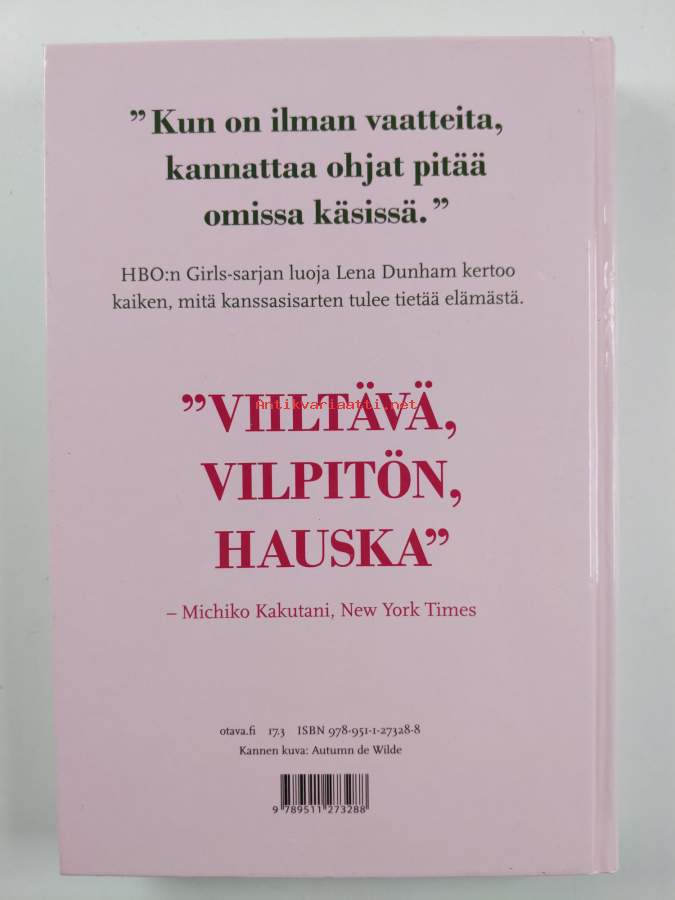 ”Kun on ilman vaatteita,
kannattaa ohjat pitää
omissa käsissä.”
HBO:n Girls-sarjan luoja Lena Dunham kertoo
kaiken, mitä kanssasisarten tulee tietää elämästä.
”VIILTÄVÄ,
Antikvariaatti.net
VILPITÖN,
HAUSKA”
– Michiko Kakutani, New York Times
otava.fi 17.3 ISBN 978-951-1-27328-8
Kannen kuva: Autumn de Wilde
9 789511 273288